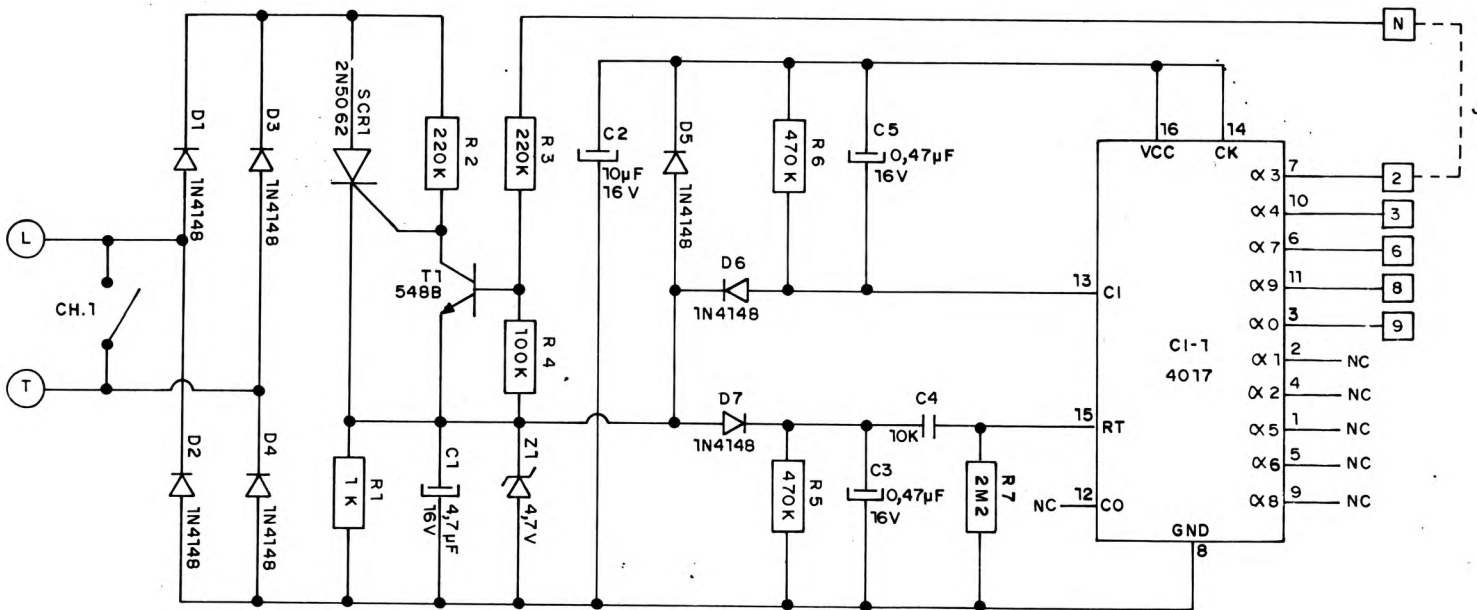 L
T
CH.1
D1
1N4148
D3
1N4148
D2
1N4148
D4
1N4148
SCR1
2N5062
R2
220K
R3
220K
T1
548B
R4
100K
R1
1K
C1
4,7µF
16V
Z1
4,7V
C2
10µF
16V
D5
1N4148
R6
470K
C5
0,47µF
16V
D6
1N4148
D7
1N4148
R5
470K
C4
10K
C3
0,47µF
16V
R7
2M2
16
VCC
14
CK
13 CI
15 RT
NC 12 CO
GND
8
CI-1
4017
α3 7 2
α4 10 3
α7 6 6
α9 11 8
α0 3 9
α1 2 NC
α2 4 NC
α5 1 NC
α6 5 NC
α8 9 NC
N
J